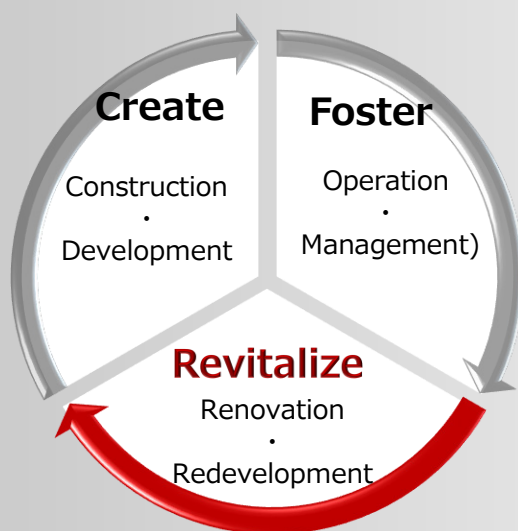 Create
Construction
・
Development
Foster
Operation
・
Management)
Revitalize
Renovation
・
Redevelopment